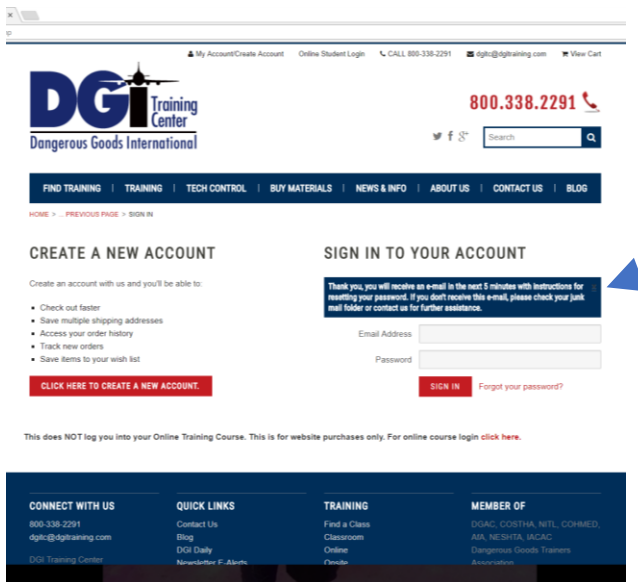 My Account/Create Account Online Student Login CALL 800-338-2291 dgitc@dgitraining.com View Cart
DGI Training
Center
Dangerous Goods International
800.338.2291
Search
FIND TRAINING | TRAINING | TECH CONTROL | BUY MATERIALS | NEWS & INFO | ABOUT US | CONTACT US | BLOG
HOME > ... PREVIOUS PAGE > SIGN IN
CREATE A NEW ACCOUNT
Create an account with us and you'll be able to:
Check out faster
Save multiple shipping addresses
Access your order history
Track new orders
Save items to your wish list
CLICK HERE TO CREATE A NEW ACCOUNT.
SIGN IN TO YOUR ACCOUNT
Thank you, you will receive an e-mail in the next 5 minutes with instructions for
resetting your password. If you don't receive this e-mail, please check your junk
mail folder or contact us for further assistance.
Email Address
Password
SIGN IN Forgot your password?
This does NOT log you into your Online Training Course. This is for website purchases only. For online course login click here.
CONNECT WITH US
800-338-2291
dgitc@dgitraining.com
DGI Training Center
QUICK LINKS
Contact Us
Blog
DGI Daily
Newsletter E-Alerts
TRAINING
Find a Class
Classroom
Online
Onsite
MEMBER OF
DGAC, COSTHA, NITL, COHMED,
AIA, NESHTA, IACAC
Dangerous Goods Trainers
Association